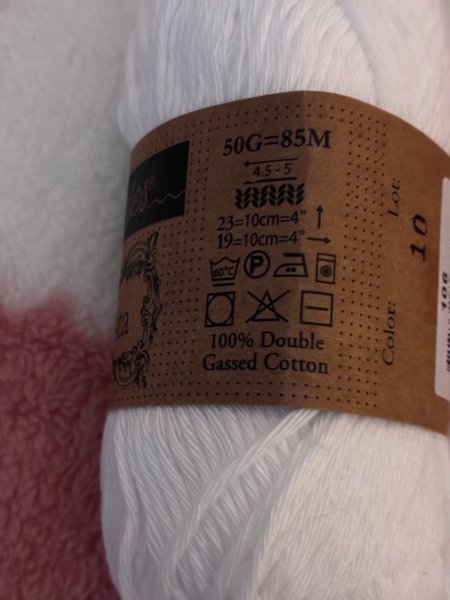 50G=85M
4.5 - 5
23=10cm=4"
19=10cm=4"
60°C P
100% Double
Gassed Cotton
Lot:
10
Color:
106